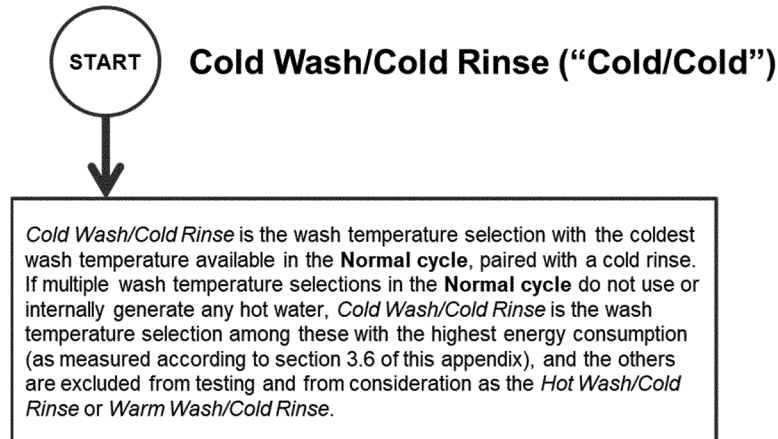 START
Cold Wash/Cold Rinse (“Cold/Cold”)
Cold Wash/Cold Rinse is the wash temperature selection with the coldest
wash temperature available in the Normal cycle, paired with a cold rinse.
If multiple wash temperature selections in the Normal cycle do not use or
internally generate any hot water, Cold Wash/Cold Rinse is the wash
temperature selection among these with the highest energy consumption
(as measured according to section 3.6 of this appendix), and the others
are excluded from testing and from consideration as the Hot Wash/Cold
Rinse or Warm Wash/Cold Rinse.